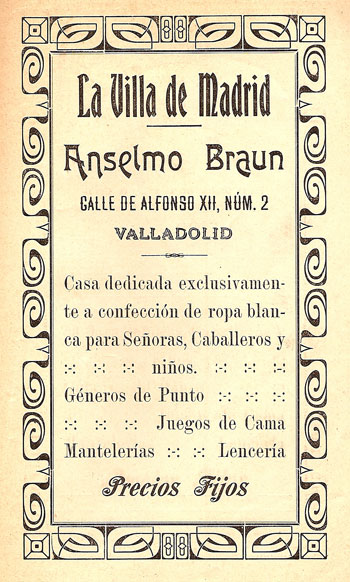 La Villa de Madrid
Anselmo Braun
CALLE DE ALFONSO XII, NÚM. 2
VALLADOLID
Casa dedicada exclusivamen-
te a confección de ropa blan-
ca para Señoras, Caballeros y
:-: :-: :-: niños. :-: :-: :-:
Géneros de Punto :-: :-: :-:
:-: :-: :-: Juegos de Cama
Mantelerías :-: :-: Lencería
Precios Fijos